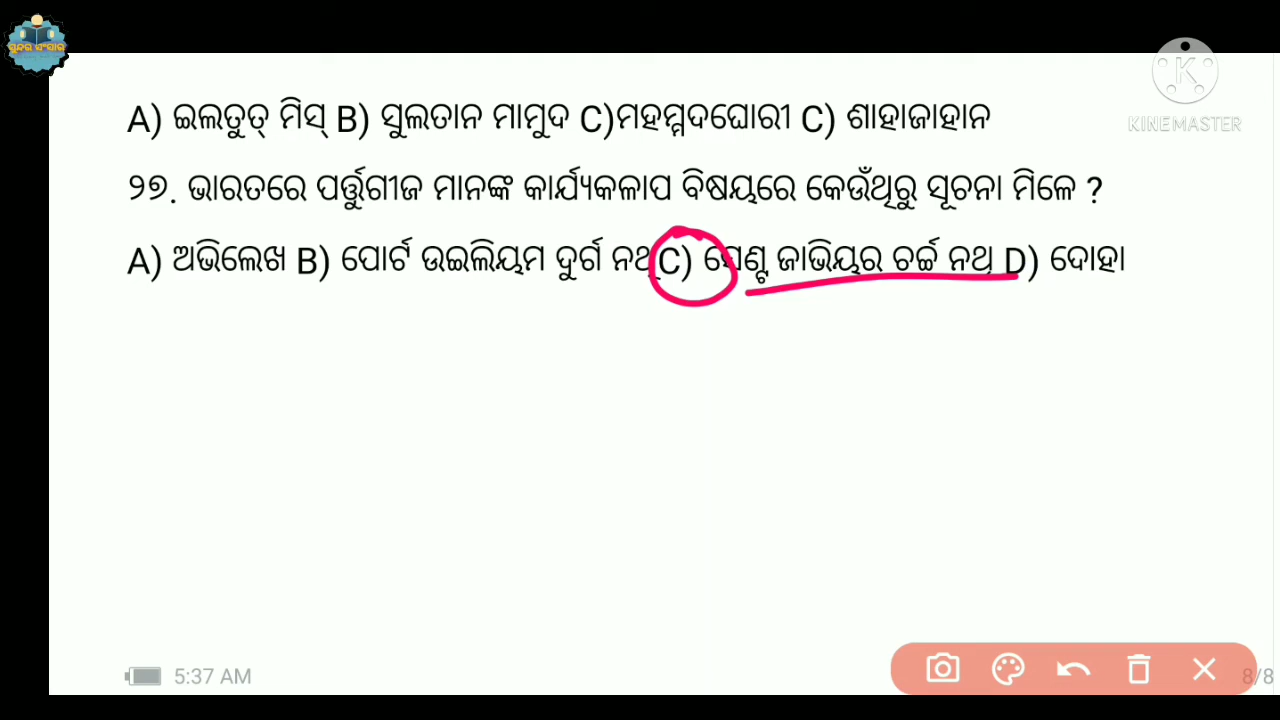 ସୁନ୍ଦର ସଂସାର
KINEMASTER
A) ଇଲତୁତ୍ ମିସ୍ B) ସୁଲତାନ ମାମୁଦ C)ମହମ୍ମଦଘୋରୀ C) ଶାହାଜାହାନ
୨୭. ଭାରତରେ ପର୍ତ୍ତୁଗୀଜ ମାନଙ୍କ କାର୍ଯ୍ୟକଳାପ ବିଷୟରେ କେଉଁଥିରୁ ସୂଚନା ମିଳେ ?
A) ଅଭିଲେଖ B) ପୋର୍ଟ ଉଇଲିୟମ ଦୁର୍ଗ ନଥି C) ସେଣ୍ଟ ଜାଭିୟର ଚର୍ଚ୍ଚ ନଥି D) ଦୋହା
5:37 AM
8/8